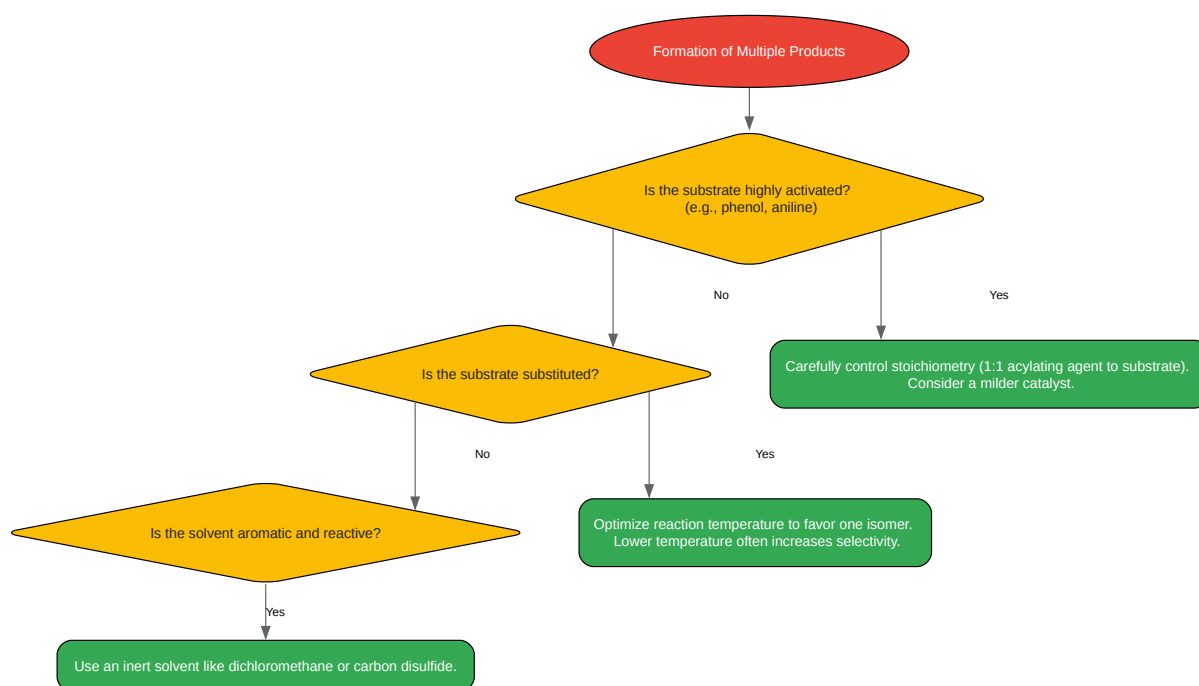 Formation of Multiple Products
Is the substrate highly activated?
(e.g., phenol, aniline)
No
Yes
Is the substrate substituted?
Carefully control stoichiometry (1:1 acylating agent to substrate).
Consider a milder catalyst.
No
Yes
Is the solvent aromatic and reactive?
Optimize reaction temperature to favor one isomer.
Lower temperature often increases selectivity.
Yes
Use an inert solvent like dichloromethane or carbon disulfide.